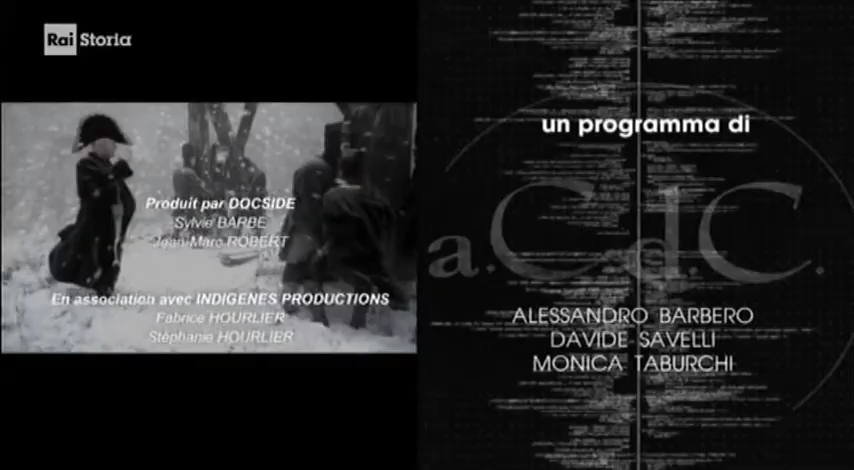 Rai Storia
Produit par DOCSIDE
Sylvie BARBE
Jean-Marc ROBERT
En association avec INDIGENES PRODUCTIONS
Fabrice HOURLIER
Stéphanie HOURLIER
un programma di
a.C.d.C.
ALESSANDRO BARBERO
DAVIDE SAVELLI
MONICA TABURCHI